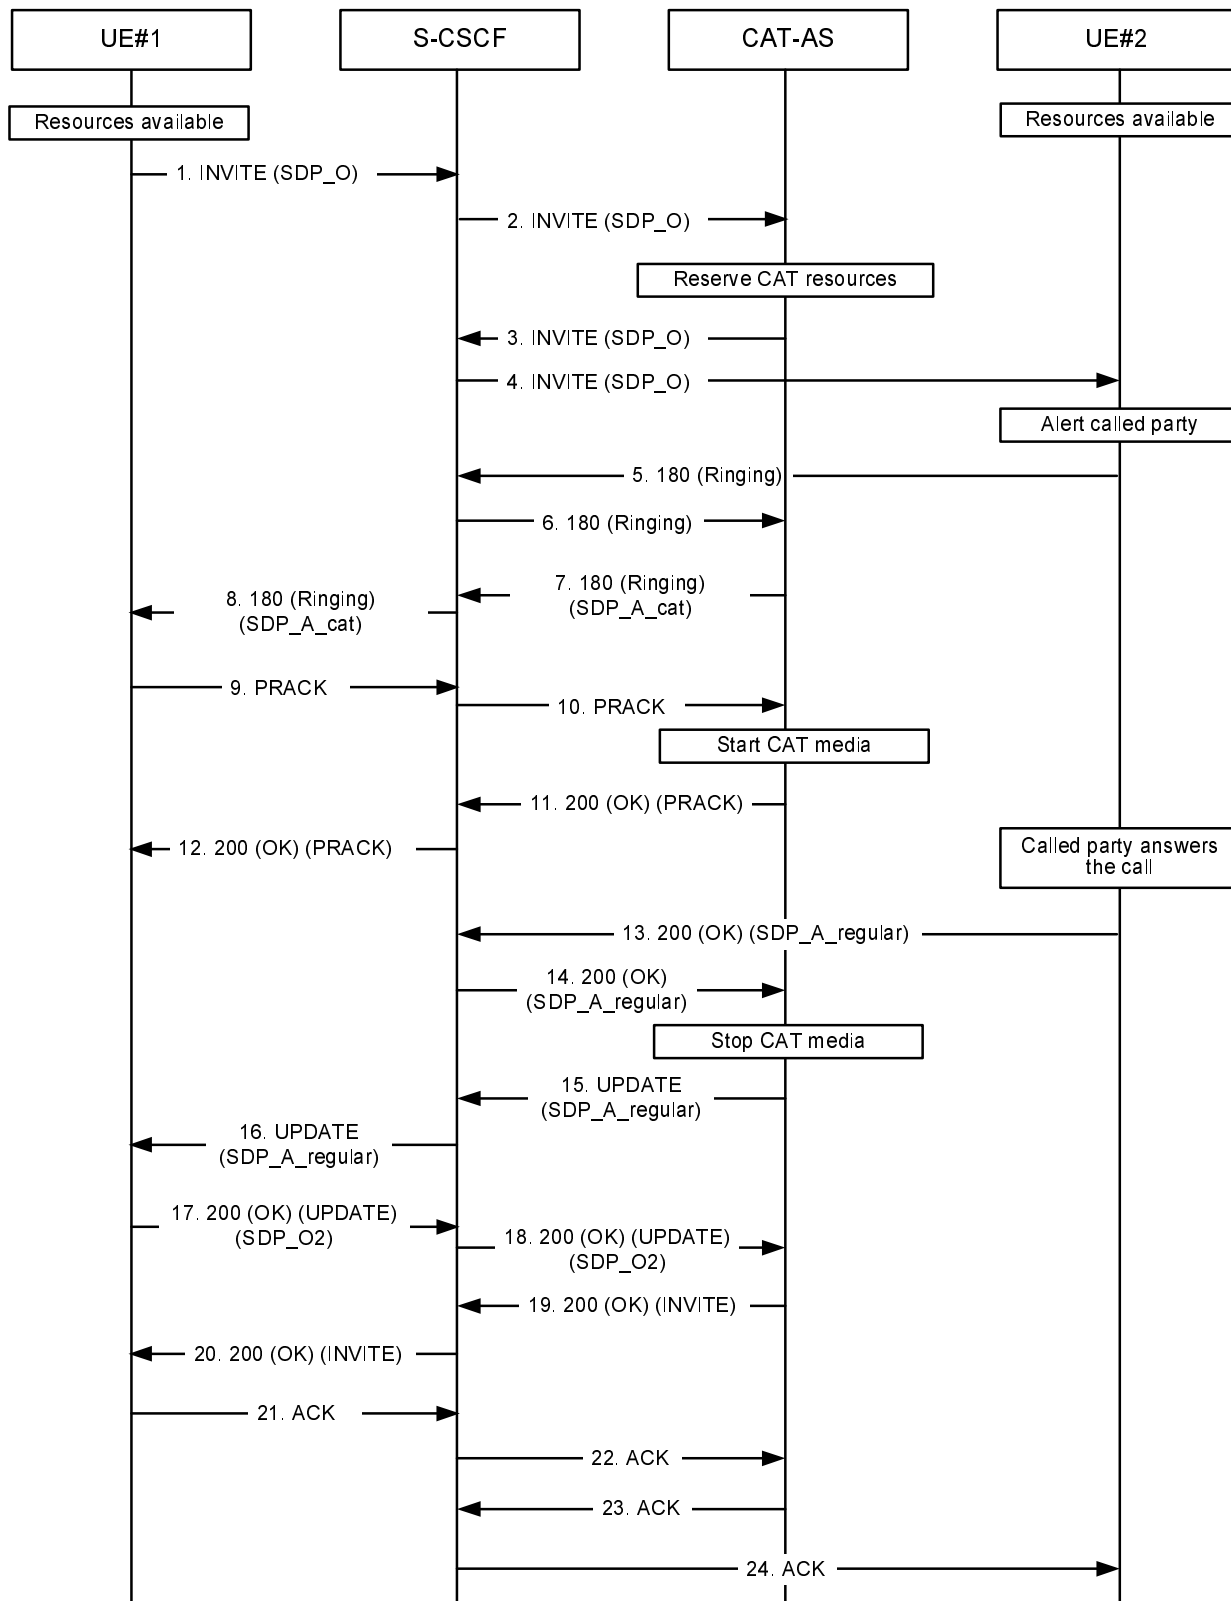 UE#1
S-CSCF
CAT-AS
UE#2
Resources available
Resources available
1. INVITE (SDP_O)
2. INVITE (SDP_O)
Reserve CAT resources
3. INVITE (SDP_O)
4. INVITE (SDP_O)
Alert called party
5. 180 (Ringing)
6. 180 (Ringing)
7. 180 (Ringing)
(SDP_A_cat)
8. 180 (Ringing)
(SDP_A_cat)
9. PRACK
10. PRACK
Start CAT media
11. 200 (OK) (PRACK)
12. 200 (OK) (PRACK)
Called party answers
the call
13. 200 (OK) (SDP_A_regular)
14. 200 (OK)
(SDP_A_regular)
Stop CAT media
15. UPDATE
(SDP_A_regular)
16. UPDATE
(SDP_A_regular)
17. 200 (OK) (UPDATE)
(SDP_O2)
18. 200 (OK) (UPDATE)
(SDP_O2)
19. 200 (OK) (INVITE)
20. 200 (OK) (INVITE)
21. ACK
22. ACK
23. ACK
24. ACK